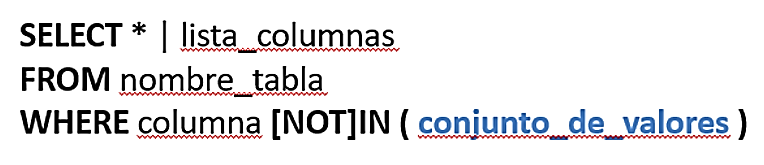 SELECT * | lista_columnas
FROM nombre_tabla
WHERE columna [NOT]IN ( conjunto_de_valores )